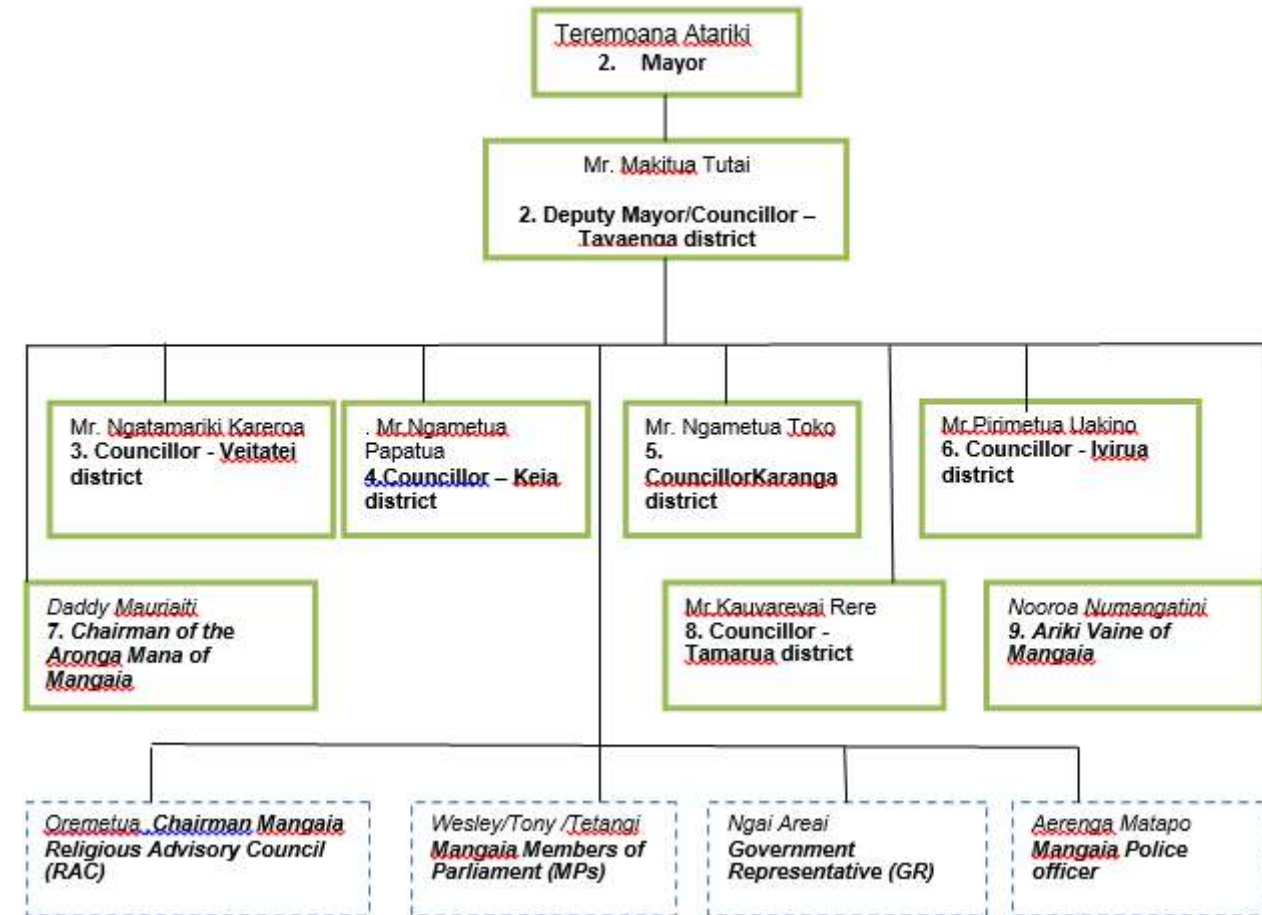 Teremoana Atariki
2. Mayor
Mr. Makitua Tutai
2. Deputy Mayor/Councillor –
Tavaenga district
Mr. Ngatamariki Kareroa
3. Councillor - Veitatei
district
. Mr.Ngametua
Papatua
4.Councillor – Keia
district
Mr. Ngametua Toko
5.
CouncillorKaranga
district
Mr.Pirimetua Uakino
6. Councillor - Ivirua
district
Daddy Mauriaiti
7. Chairman of the
Aronga Mana of
Mangaia
Mr.Kauvarevai Rere
8. Councillor -
Tamarua district
Nooroa Numangatini
9. Ariki Vaine of
Mangaia
Oremetua ,Chairman Mangaia
Religious Advisory Council
(RAC)
Wesley/Tony /Tetangi
Mangaia Members of
Parliament (MPs)
Ngai Areai
Government
Representative (GR)
Aerenga Matapo
Mangaia Police
officer